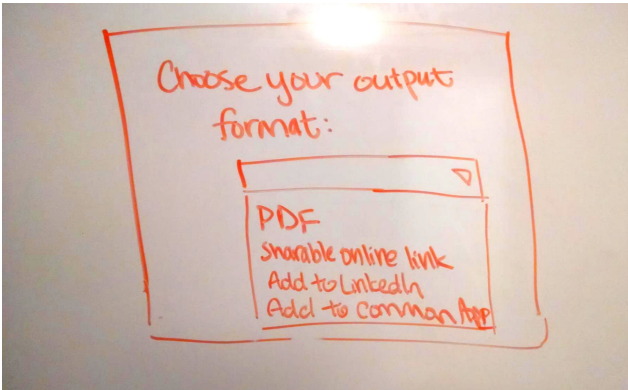 Choose your output
format:
PDF
sharable online link
Add to LinkedIn
Add to Common App